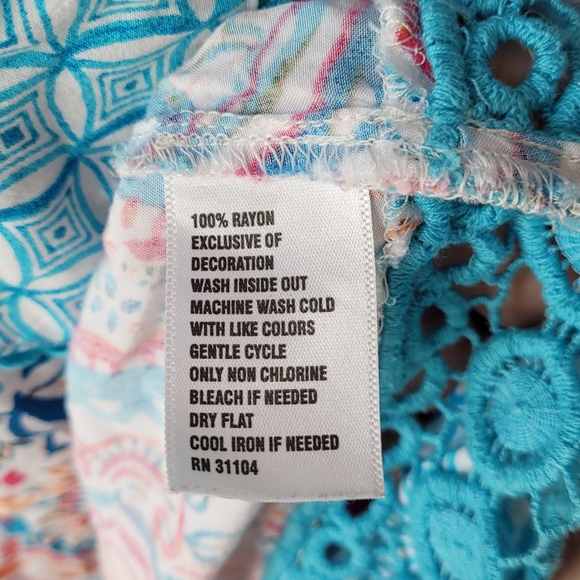 100% RAYON
EXCLUSIVE OF
DECORATION
WASH INSIDE OUT
MACHINE WASH COLD
WITH LIKE COLORS
GENTLE CYCLE
ONLY NON CHLORINE
BLEACH IF NEEDED
DRY FLAT
COOL IRON IF NEEDED
RN 31104